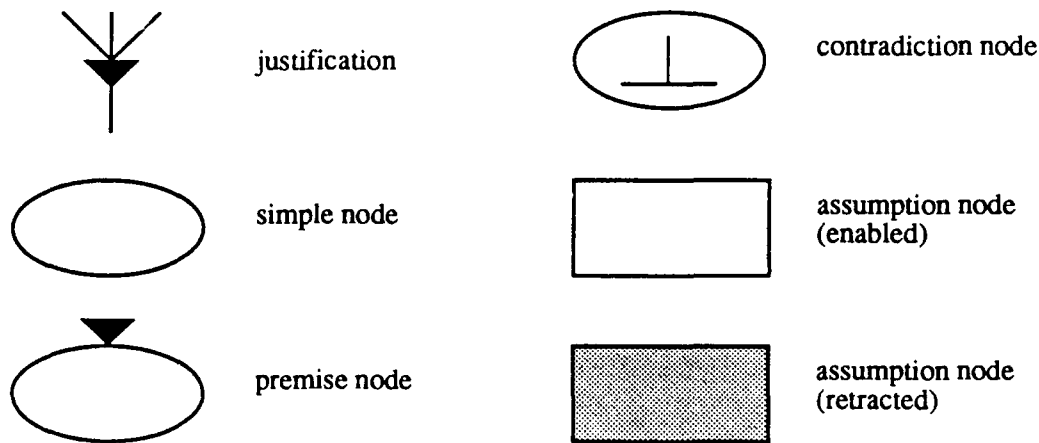 justification
contradiction node
simple node
assumption node
(enabled)
premise node
assumption node
(retracted)